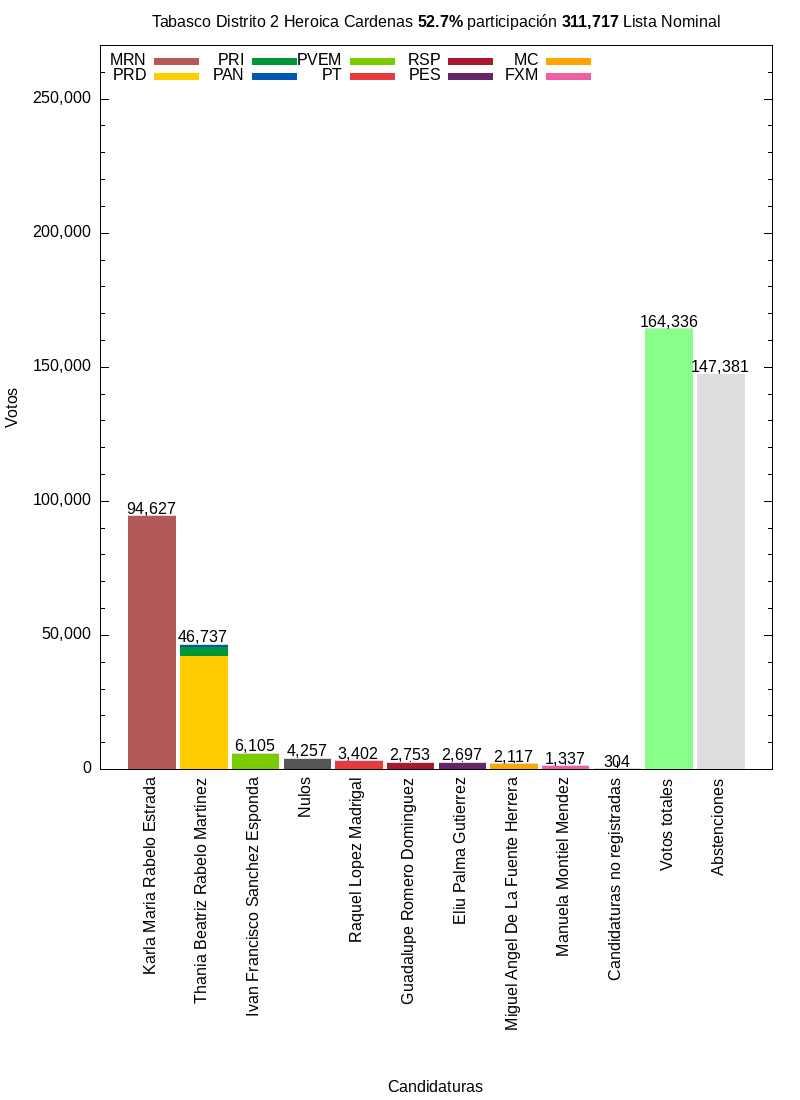 Tabasco Distrito 2 Heroica Cardenas 52.7% participación 311,717 Lista Nominal
MRN PRI PVEM RSP MC
PRD PAN PT PES FXM
250,000
200,000
150,000
100,000
50,000
0
Votos
94,627
46,737
6,105
4,257
3,402
2,753
2,697
2,117
1,337
304
164,336
147,381
Karla Maria Rabelo Estrada
Thania Beatriz Rabelo Martinez
Ivan Francisco Sanchez Esponda
Nulos
Raquel Lopez Madrigal
Guadalupe Romero Dominguez
Eliu Palma Gutierrez
Miguel Angel De La Fuente Herrera
Manuela Montiel Mendez
Candidaturas no registradas
Votos totales
Abstenciones
Candidaturas